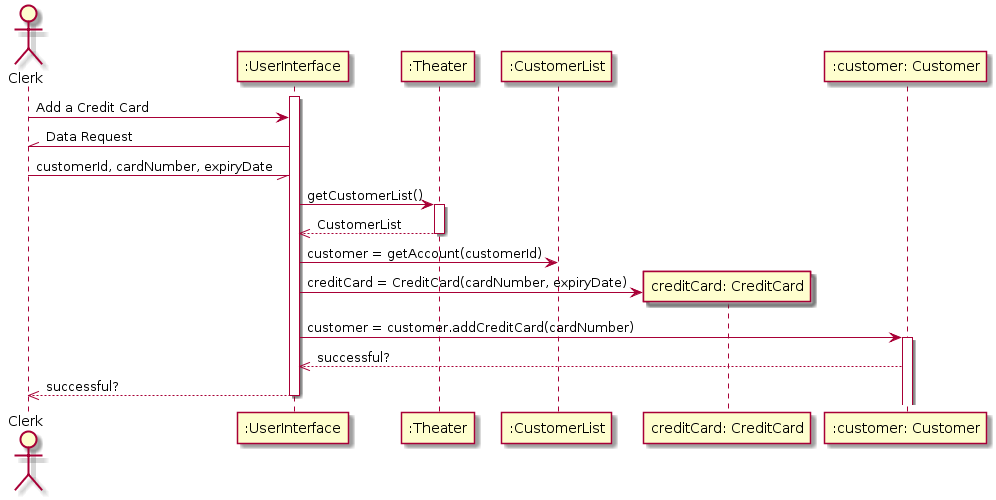 Clerk
:UserInterface
:Theater
:CustomerList
:customer: Customer
Add a Credit Card
Data Request
customerId, cardNumber, expiryDate
getCustomerList()
CustomerList
customer = getAccount(customerId)
creditCard = CreditCard(cardNumber, expiryDate)
creditCard: CreditCard
customer = customer.addCreditCard(cardNumber)
successful?
successful?
Clerk
:UserInterface
:Theater
:CustomerList
creditCard: CreditCard
:customer: Customer